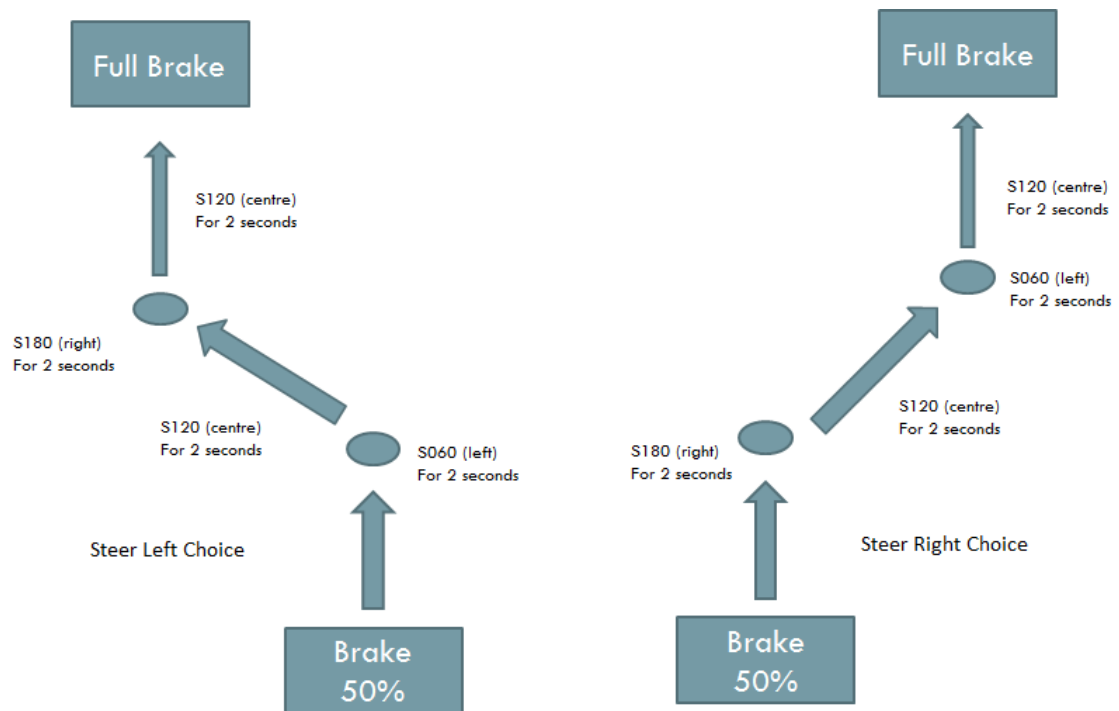 Full Brake
S120 (centre)
For 2 seconds
S180 (right)
For 2 seconds
S120 (centre)
For 2 seconds
S060 (left)
For 2 seconds
Steer Left Choice
Brake
50%
Full Brake
S120 (centre)
For 2 seconds
S060 (left)
For 2 seconds
S120 (centre)
For 2 seconds
S180 (right)
For 2 seconds
Steer Right Choice
Brake
50%